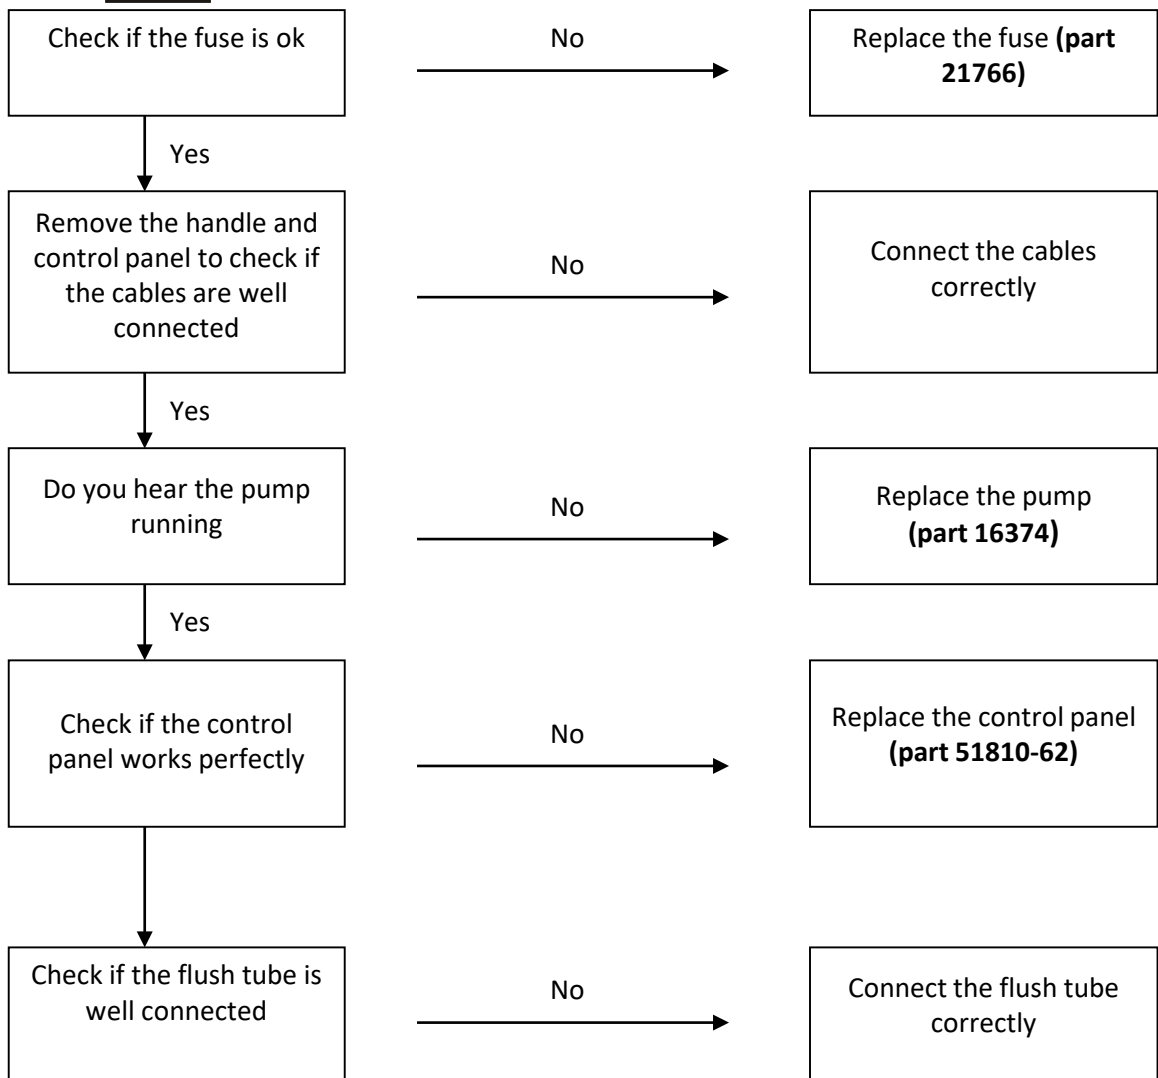 Check if the fuse is ok
No
Replace the fuse (part
21766)
Yes
Remove the handle and
control panel to check if
the cables are well
connected
No
Connect the cables
correctly
Yes
Do you hear the pump
running
No
Replace the pump
(part 16374)
Yes
Check if the control
panel works perfectly
No
Replace the control panel
(part 51810-62)
Check if the flush tube is
well connected
No
Connect the flush tube
correctly